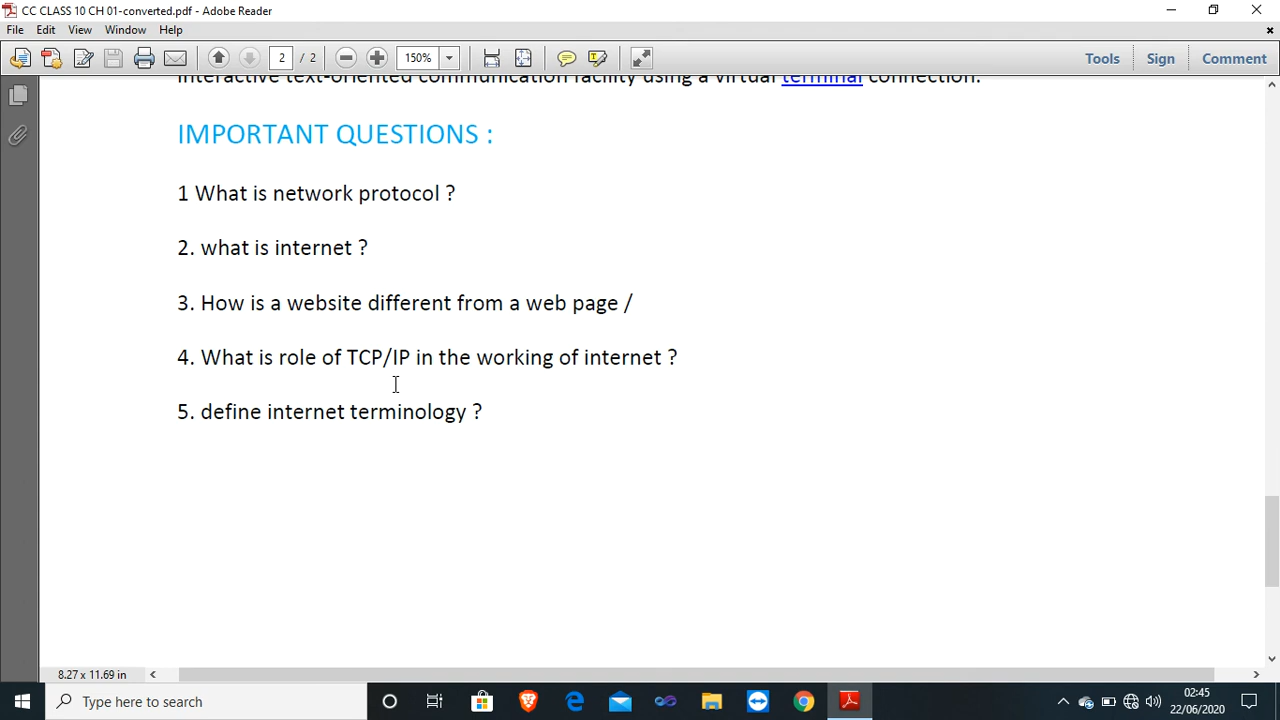 CC CLASS 10 CH 01-converted.pdf - Adobe Reader
File Edit View Window Help
2 / 2 150% Tools Sign Comment
interactive text-oriented communication facility using a virtual terminal connection.
IMPORTANT QUESTIONS :
1 What is network protocol ?
2. what is internet ?
3. How is a website different from a web page /
4. What is role of TCP/IP in the working of internet ?
5. define internet terminology ?
8.27 x 11.69 in
Type here to search
02:45
22/06/2020